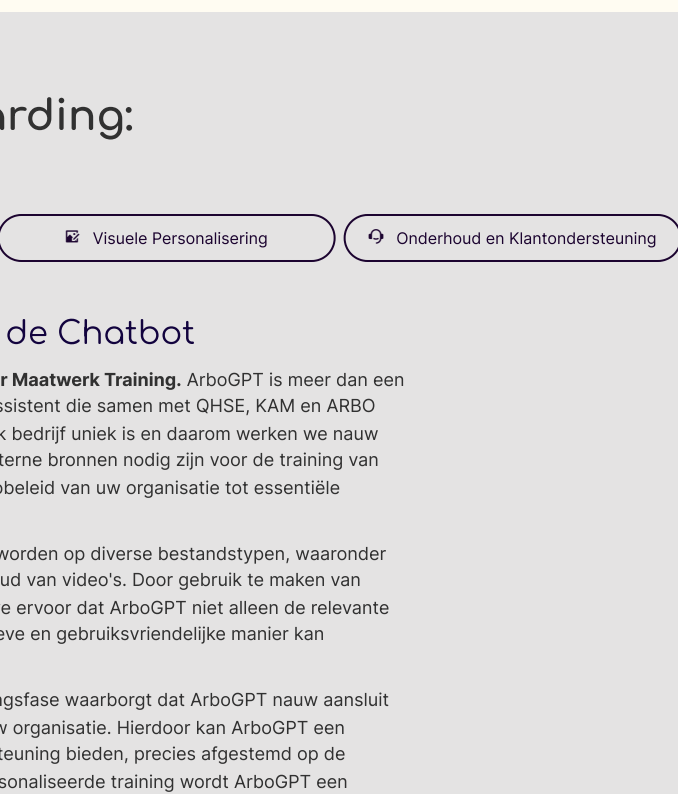 arding:
Visuele Personalisering
Onderhoud en Klantondersteuning
de Chatbot
r Maatwerk Training. ArboGPT is meer dan een
ssistent die samen met QHSE, KAM en ARBO
k bedrijf uniek is en daarom werken we nauw
terne bronnen nodig zijn voor de training van
obeleid van uw organisatie tot essentiële
worden op diverse bestandstypen, waaronder
ud van video's. Door gebruik te maken van
e ervoor dat ArboGPT niet alleen de relevante
eve en gebruiksvriendelijke manier kan
ngsfase waarborgt dat ArboGPT nauw aansluit
w organisatie. Hierdoor kan ArboGPT een
teuning bieden, precies afgestemd op de
sonaliseerde training wordt ArboGPT een